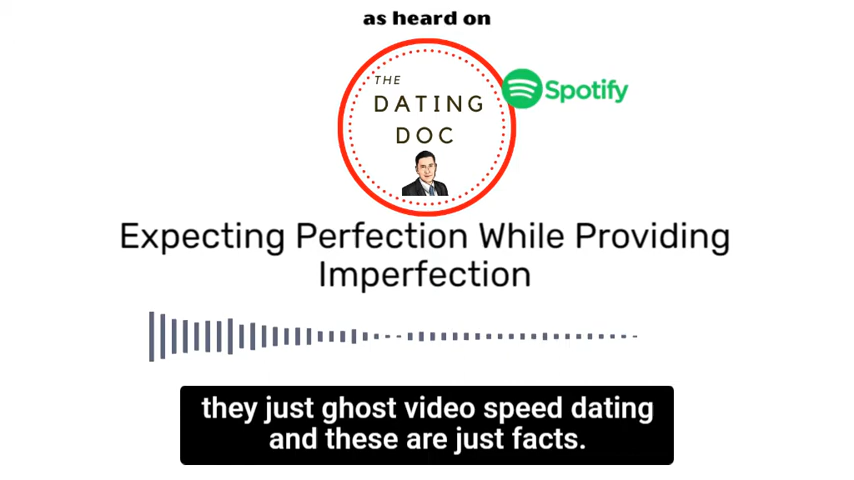 as heard on
THE
DATING
DOC
Spotify
Expecting Perfection While Providing
Imperfection
they just ghost video speed dating
and these are just facts.